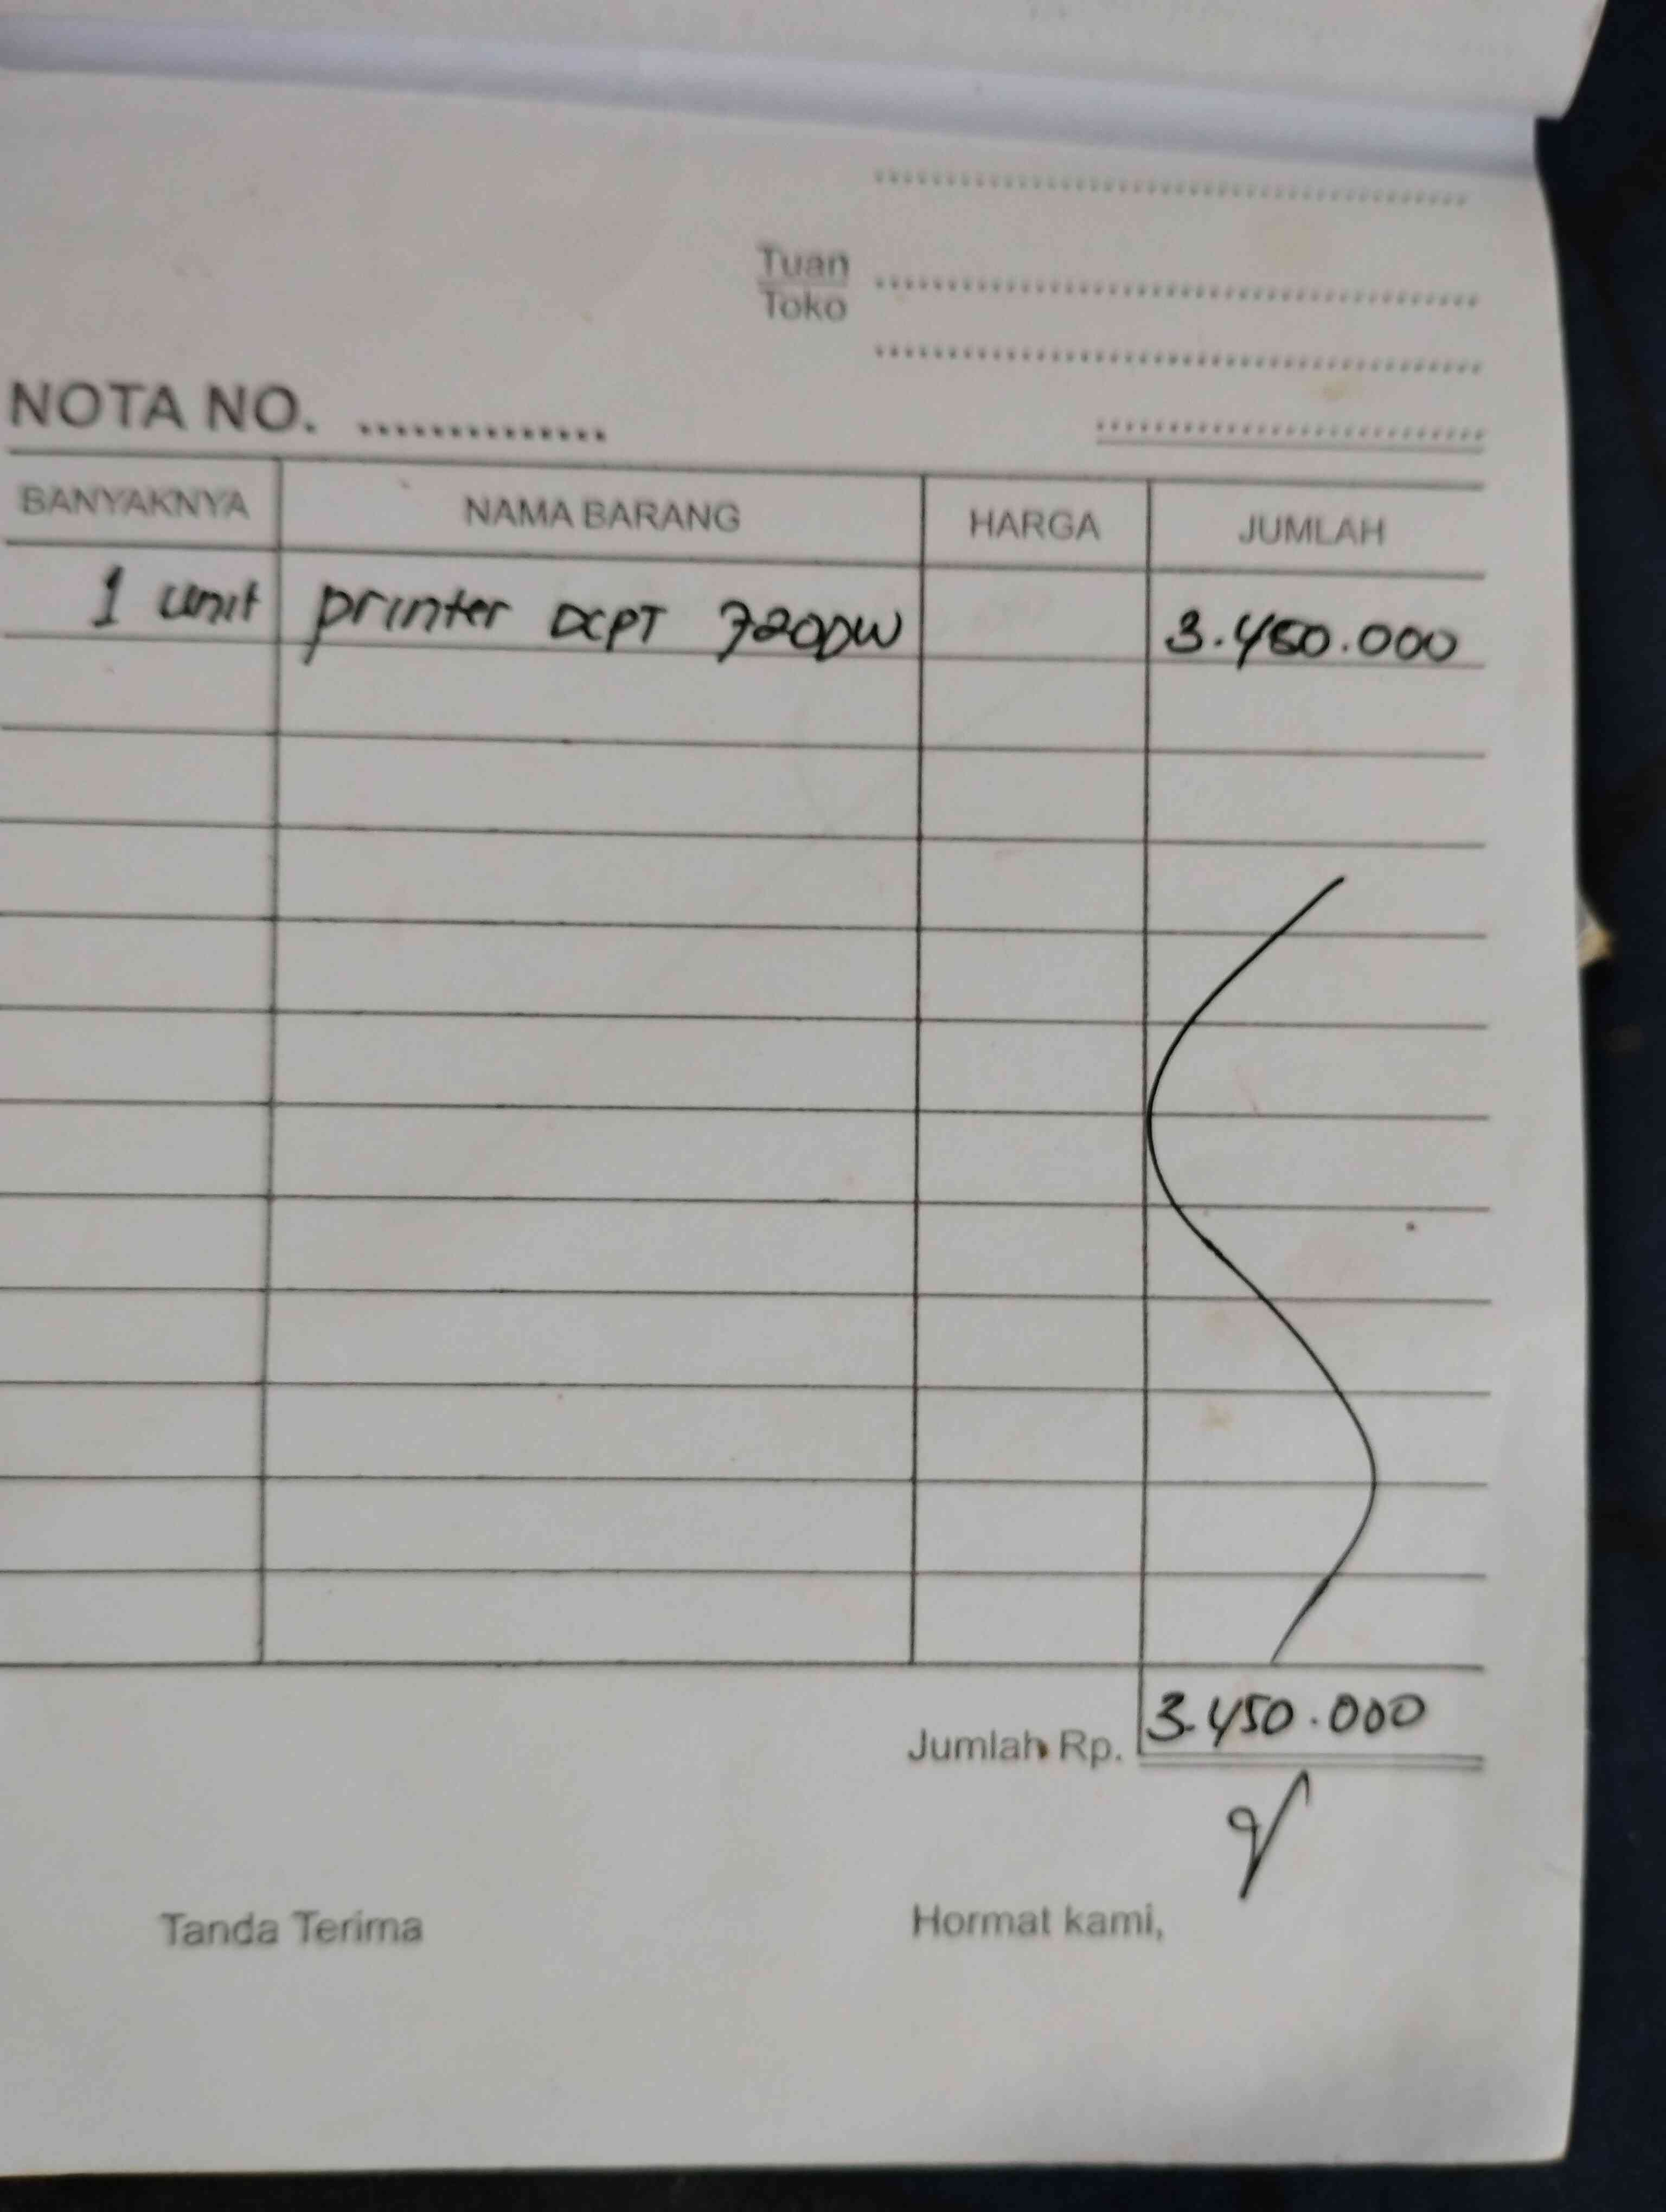 Tuan
Toko
NOTA NO. ..............
BANYAKNYA NAMA BARANG HARGA JUMLAH
1 unit printer DCPT 720DW 3.450.000
Jumlah Rp. 3.450.000
Tanda Terima Hormat kami,